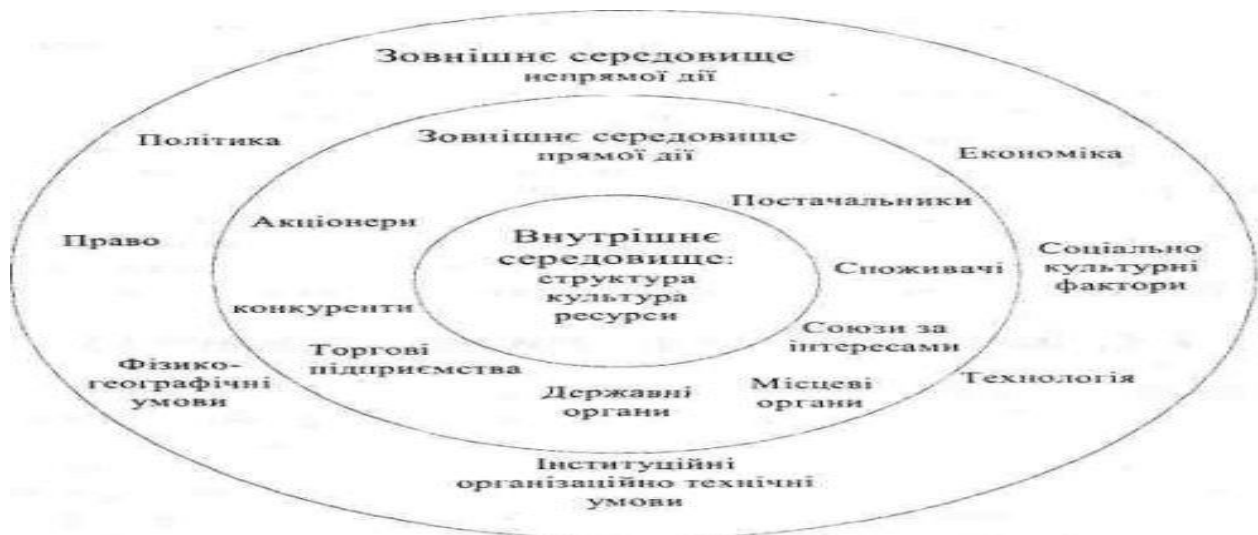 Зовнішнє середовище
непрямої дії
Політика
Зовнішнє середовище
прямої дії
Економіка
Акціонери
Постачальники
Право
Внутрішнє
середовище:
структура
культура
ресурси
Споживачі
Соціально
культурні
фактори
конкуренти
Союзи за
інтересами
Торгові
підприємства
Фізико-
географічні
умови
Державні
органи
Місцеві
органи
Технологія
Інституційні
організаційно технічні
умови